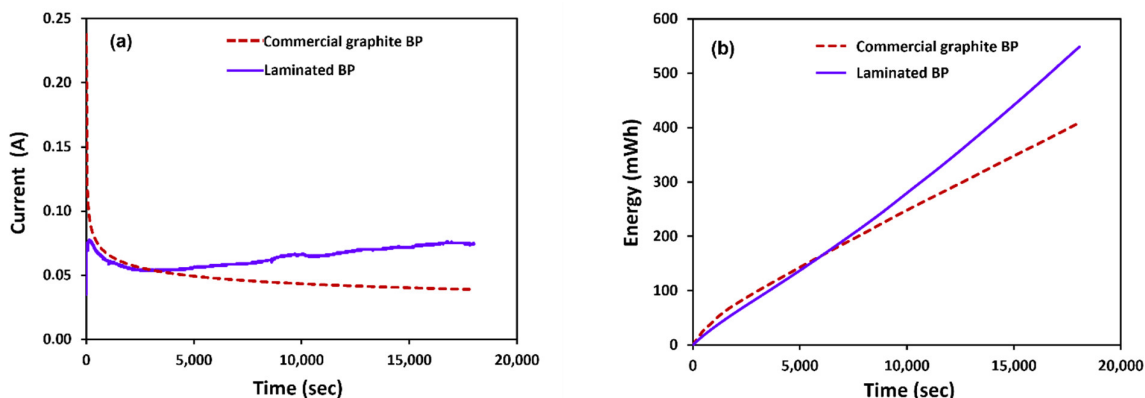 (a)
Commercial graphite BP
Laminated BP
Current (A)
0.25
0.20
0.15
0.10
0.05
0.00
0
5,000
10,000
15,000
20,000
Time (sec)
(b)
Commercial graphite BP
Laminated BP
Energy (mWh)
600
500
400
300
200
100
0
0
5,000
10,000
15,000
20,000
Time (sec)